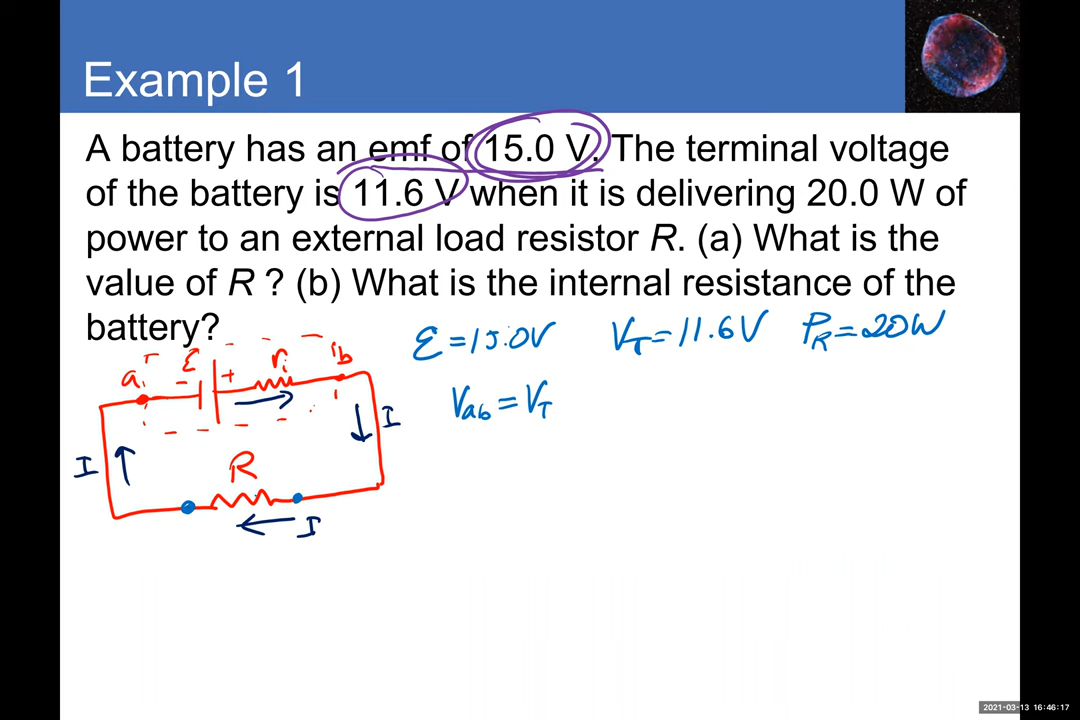 Example 1
A battery has an emf of 15.0 V. The terminal voltage
of the battery is 11.6 V when it is delivering 20.0 W of
power to an external load resistor R. (a) What is the
value of R ? (b) What is the internal resistance of the
battery?
ε = 15.0V V_T = 11.6V P_R = 20W
a - ε + r b
V_ab = V_T
I
I
R
I
2021-03-13 16:46:17